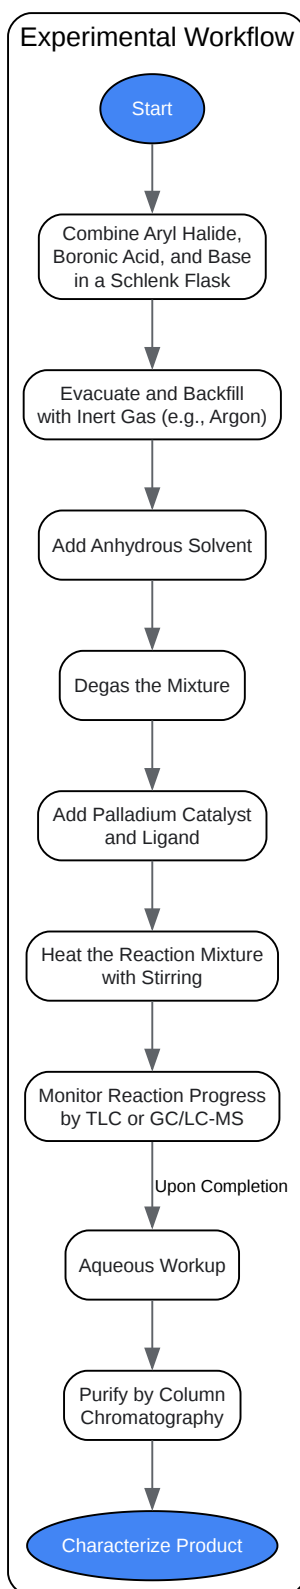 Experimental Workflow
Start
Combine Aryl Halide,
Boronic Acid, and Base
in a Schlenk Flask
Evacuate and Backfill
with Inert Gas (e.g., Argon)
Add Anhydrous Solvent
Degas the Mixture
Add Palladium Catalyst
and Ligand
Heat the Reaction Mixture
with Stirring
Monitor Reaction Progress
by TLC or GC/LC-MS
Upon Completion
Aqueous Workup
Purify by Column
Chromatography
Characterize Product